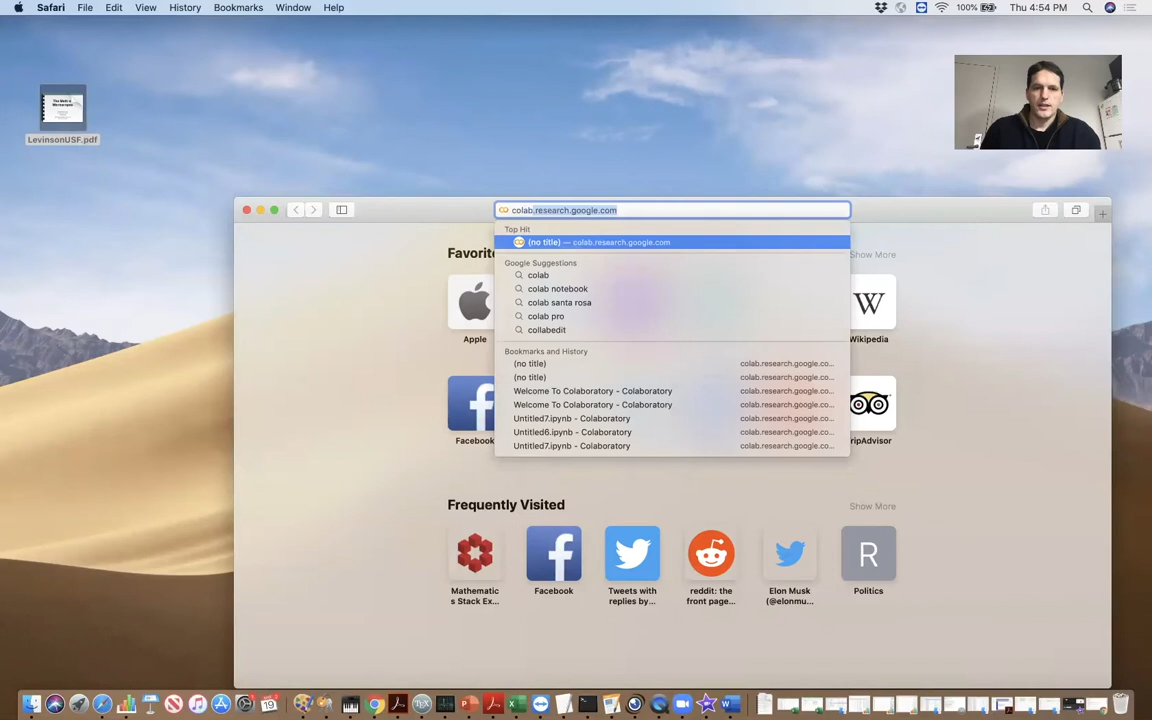 Safari File Edit View History Bookmarks Window Help
100% Thu 4:54 PM
LevinsonUSF.pdf
colab.research.google.com
Top Hit
(no title) — colab.research.google.com
Google Suggestions
colab
colab notebook
colab santa rosa
colab pro
collabedit
Bookmarks and History
(no title) colab.research.google.co...
(no title) colab.research.google.co...
Welcome To Colaboratory - Colaboratory colab.research.google.co...
Welcome To Colaboratory - Colaboratory colab.research.google.co...
Untitled7.ipynb - Colaboratory colab.research.google.co...
Untitled6.ipynb - Colaboratory colab.research.google.co...
Untitled7.ipynb - Colaboratory colab.research.google.co...
Favorite
Show More
W
Apple
Wikipedia
Facebook
ripAdvisor
Frequently Visited
Show More
R
Mathematic
s Stack Ex...
Facebook
Tweets with
replies by...
reddit: the
front page...
Elon Musk
(@elonmu...
Politics
19